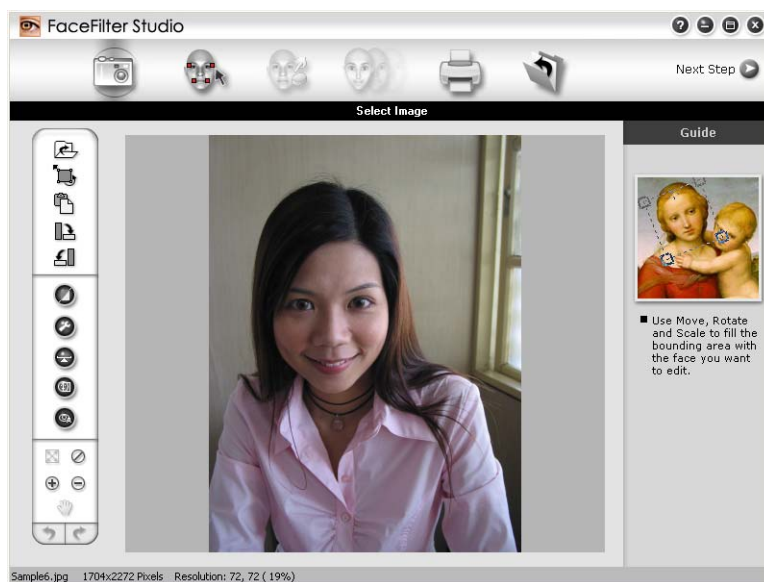 FaceFilter Studio
Next Step
Select Image
Guide
Use Move, Rotate
and Scale to fill the
bounding area with
the face you want
to edit.
Sample6.jpg 1704x2272 Pixels Resolution: 72, 72 ( 19%)